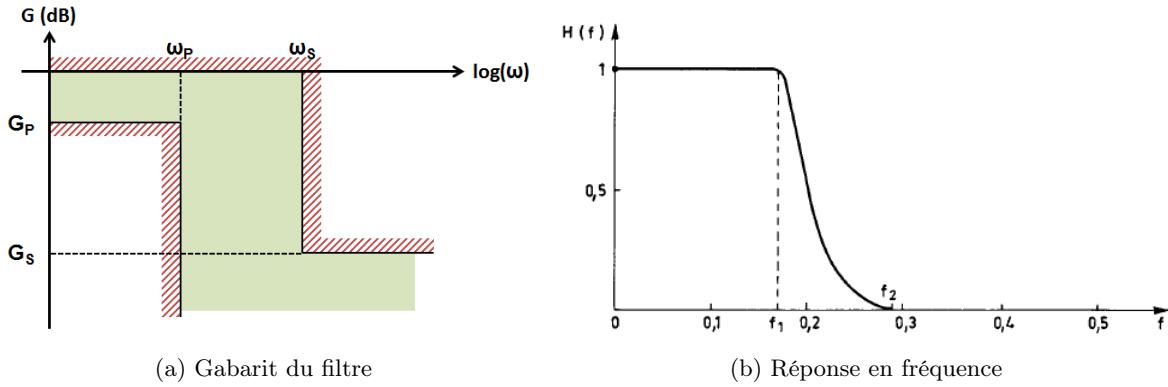 G (dB)
ωP
ωS
log(ω)
GP
GS
(a) Gabarit du filtre
H (f)
1
0,5
0
0,1
f1
0,2
f2
0,3
0,4
0,5
f
(b) Réponse en fréquence